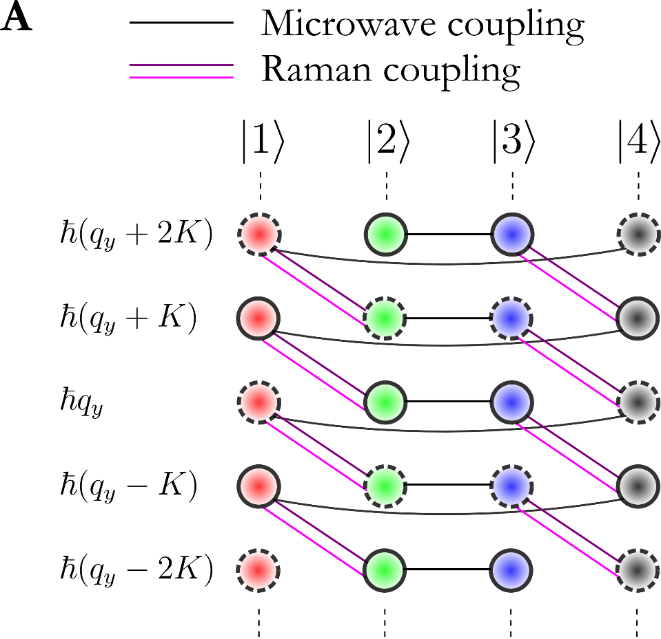 A
Microwave coupling
Raman coupling
|1⟩ |2⟩ |3⟩ |4⟩
ℏ(q_y + 2K)
ℏ(q_y + K)
ℏq_y
ℏ(q_y − K)
ℏ(q_y − 2K)